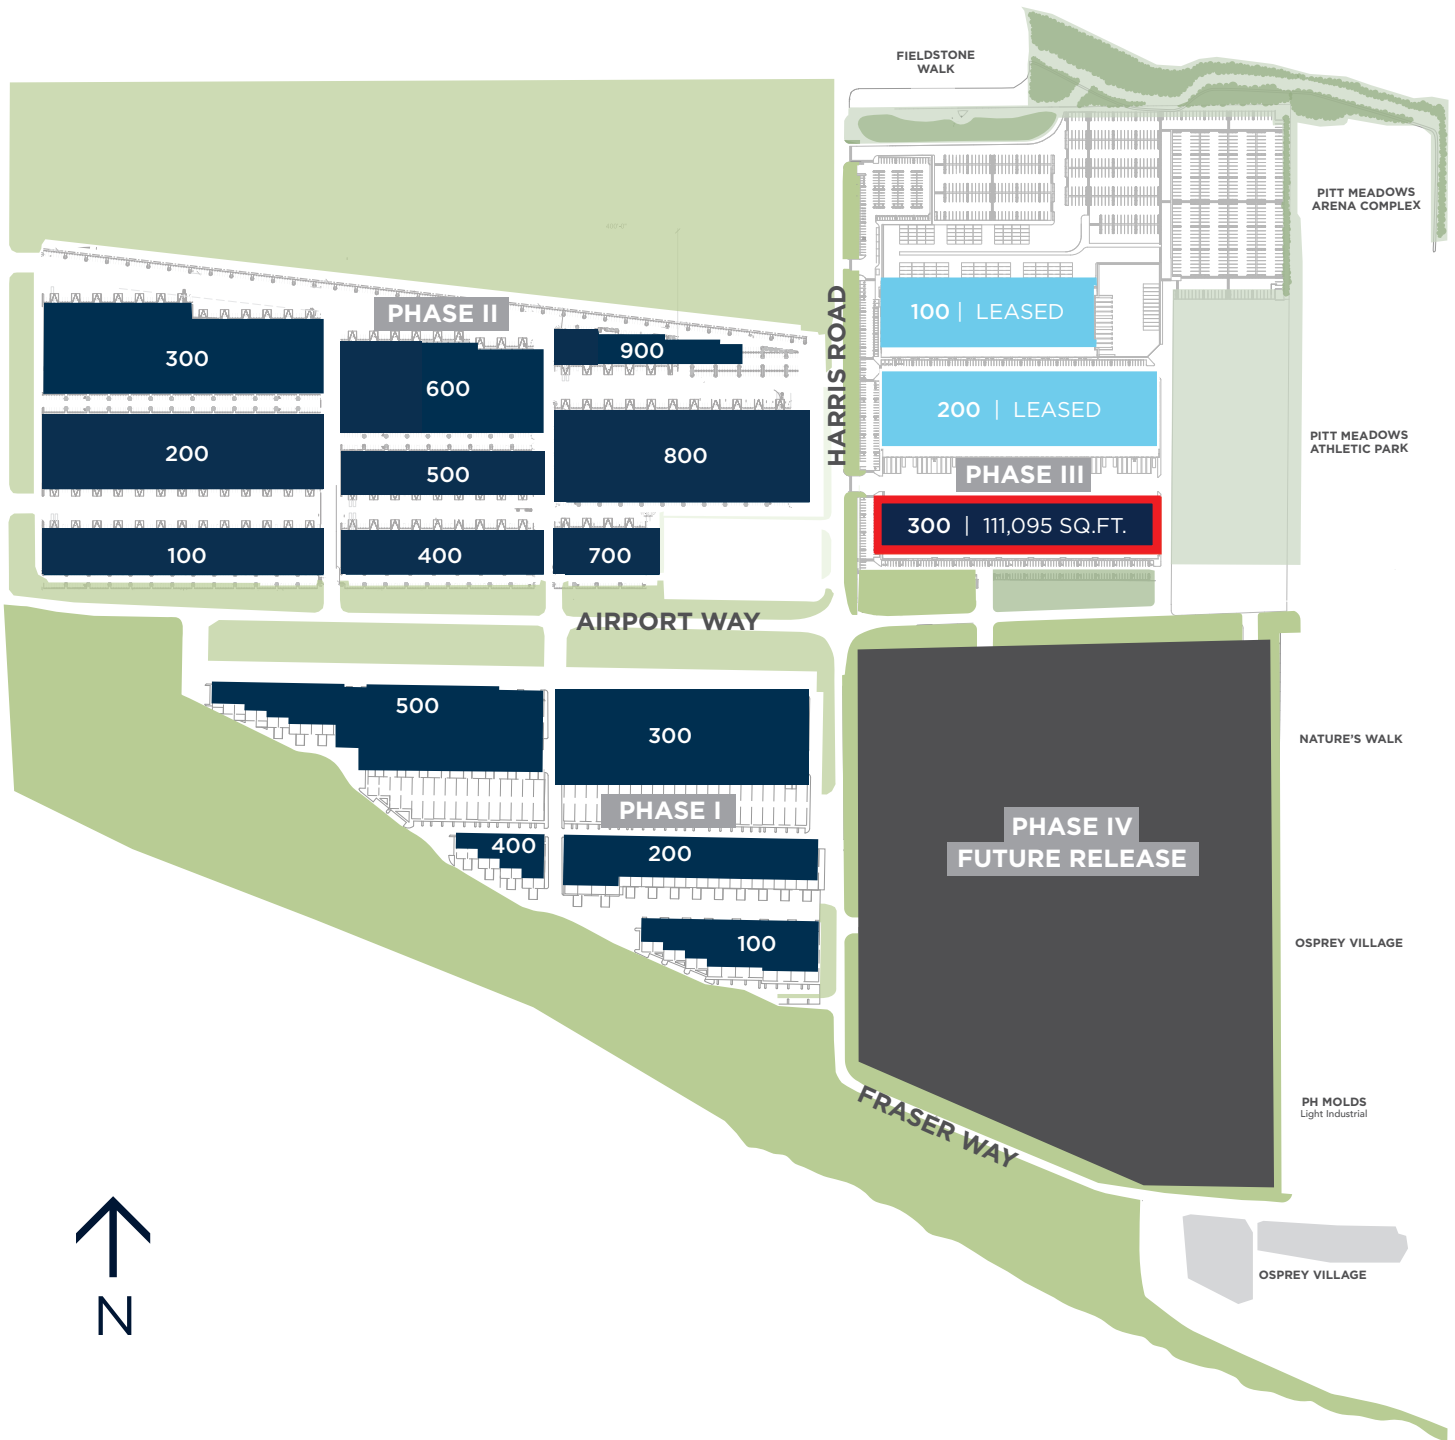 FIELDSTONE
WALK
PITT MEADOWS
ARENA COMPLEX
HARRIS ROAD
100 | LEASED
PHASE II
300
900
600
200 | LEASED
PITT MEADOWS
ATHLETIC PARK
200
800
500
PHASE III
300 | 111,095 SQ.FT.
100
400
700
AIRPORT WAY
500
300
NATURE'S WALK
PHASE I
PHASE IV
FUTURE RELEASE
400
200
100
OSPREY VILLAGE
FRASER WAY
PH MOLDS
Light Industrial
N
OSPREY VILLAGE